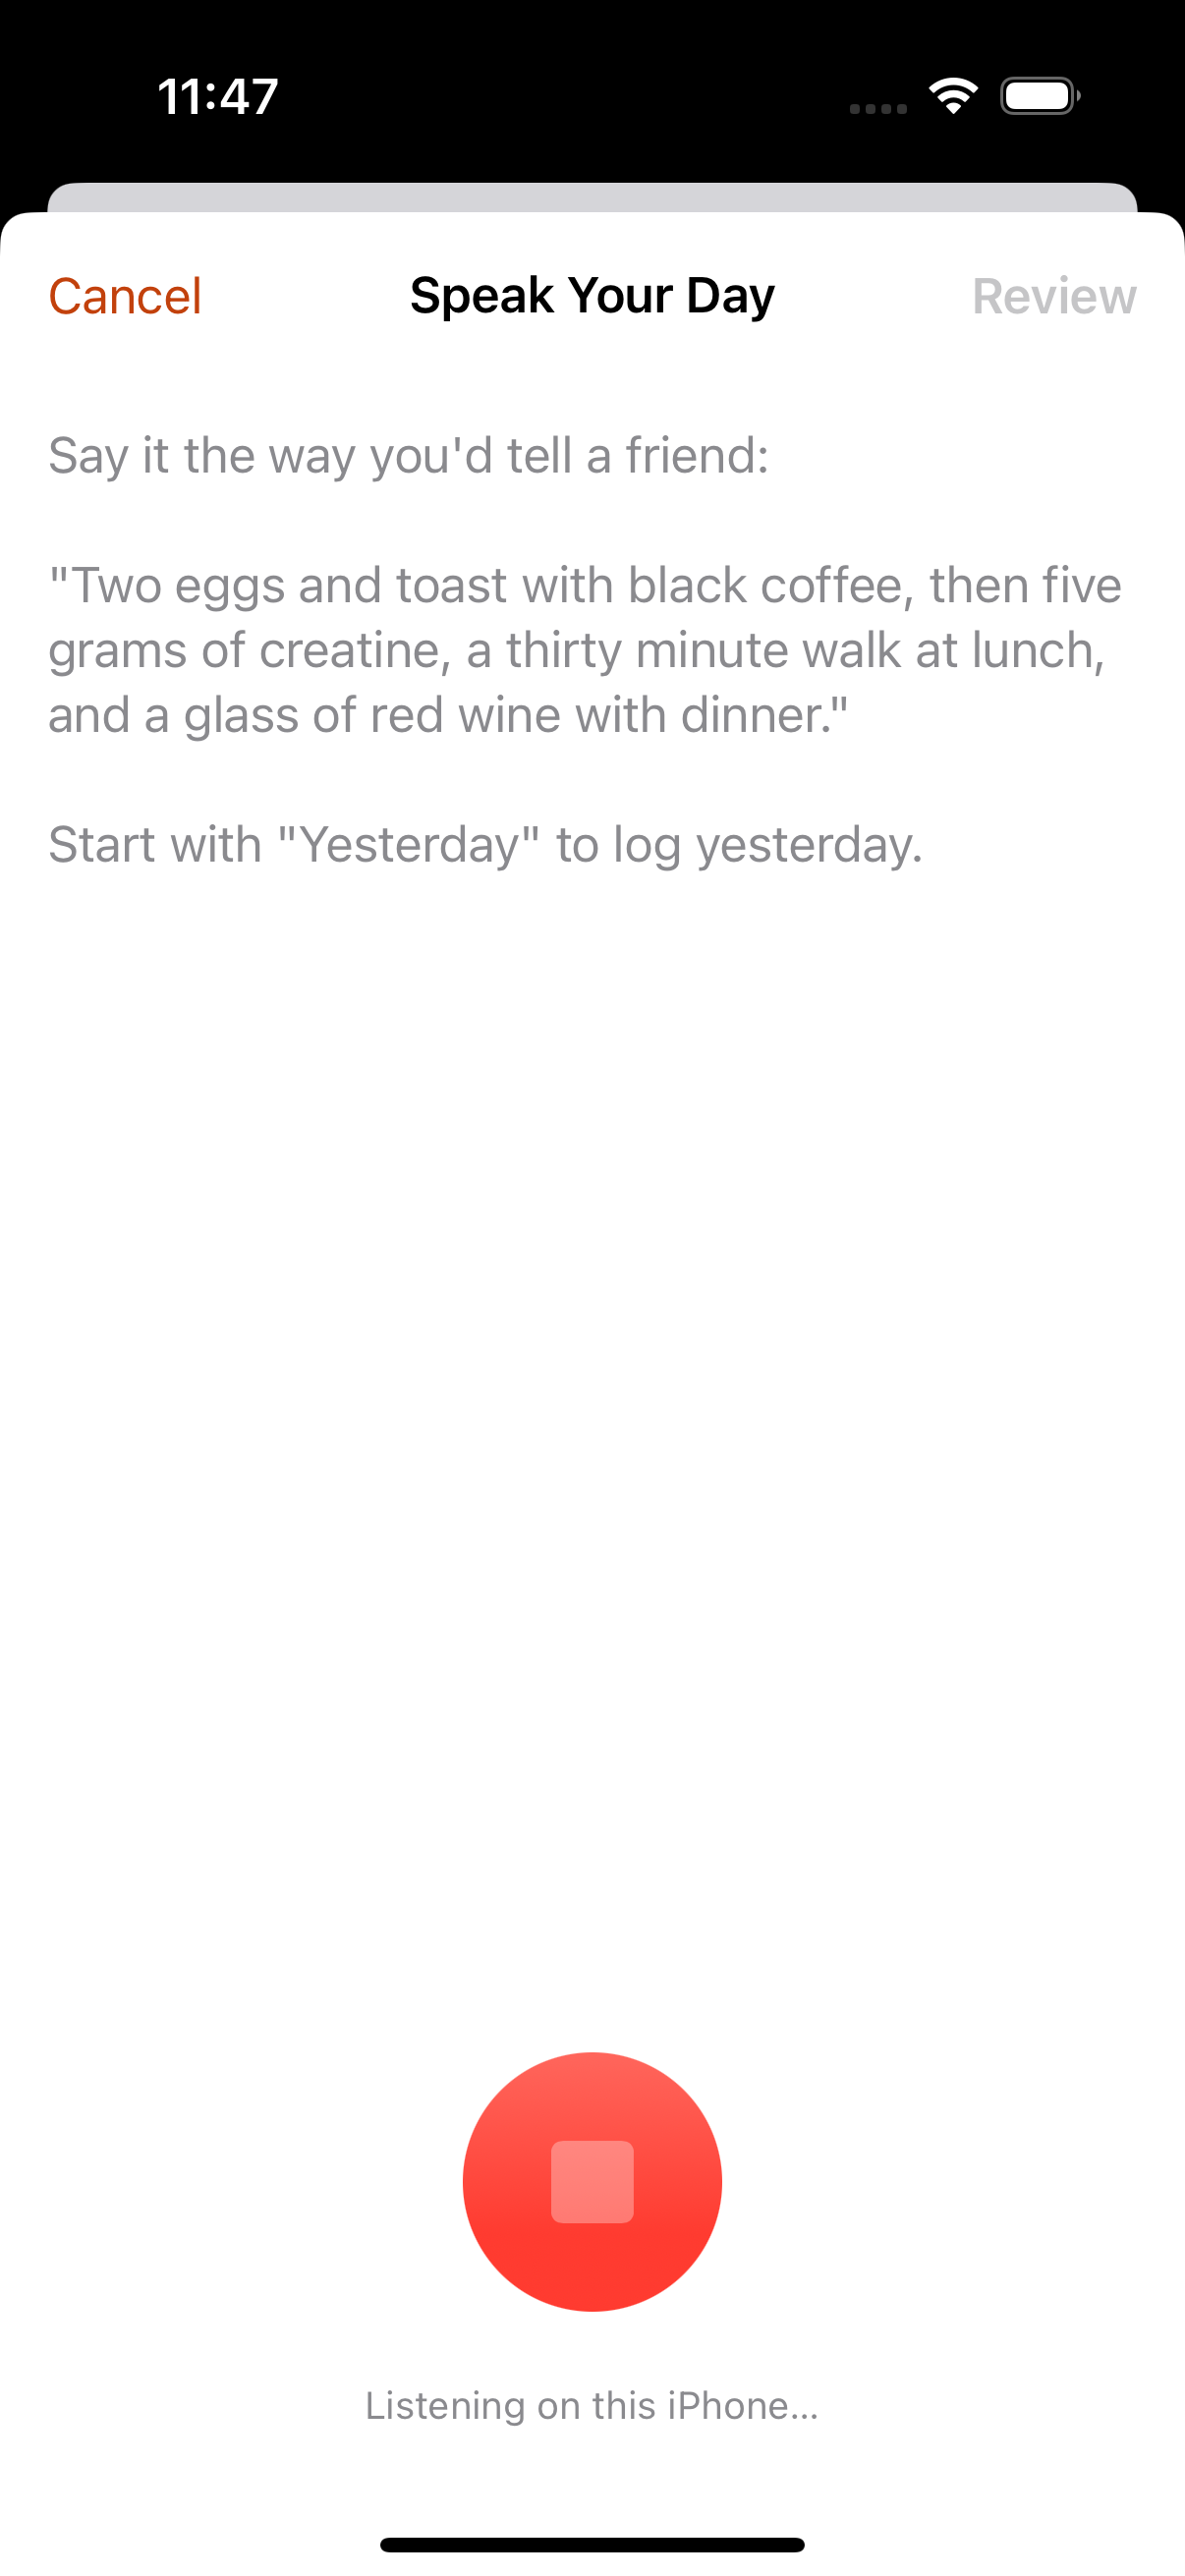 11:47
Cancel
Speak Your Day
Review
Say it the way you'd tell a friend:
"Two eggs and toast with black coffee, then five
grams of creatine, a thirty minute walk at lunch,
and a glass of red wine with dinner."
Start with "Yesterday" to log yesterday.
Listening on this iPhone...